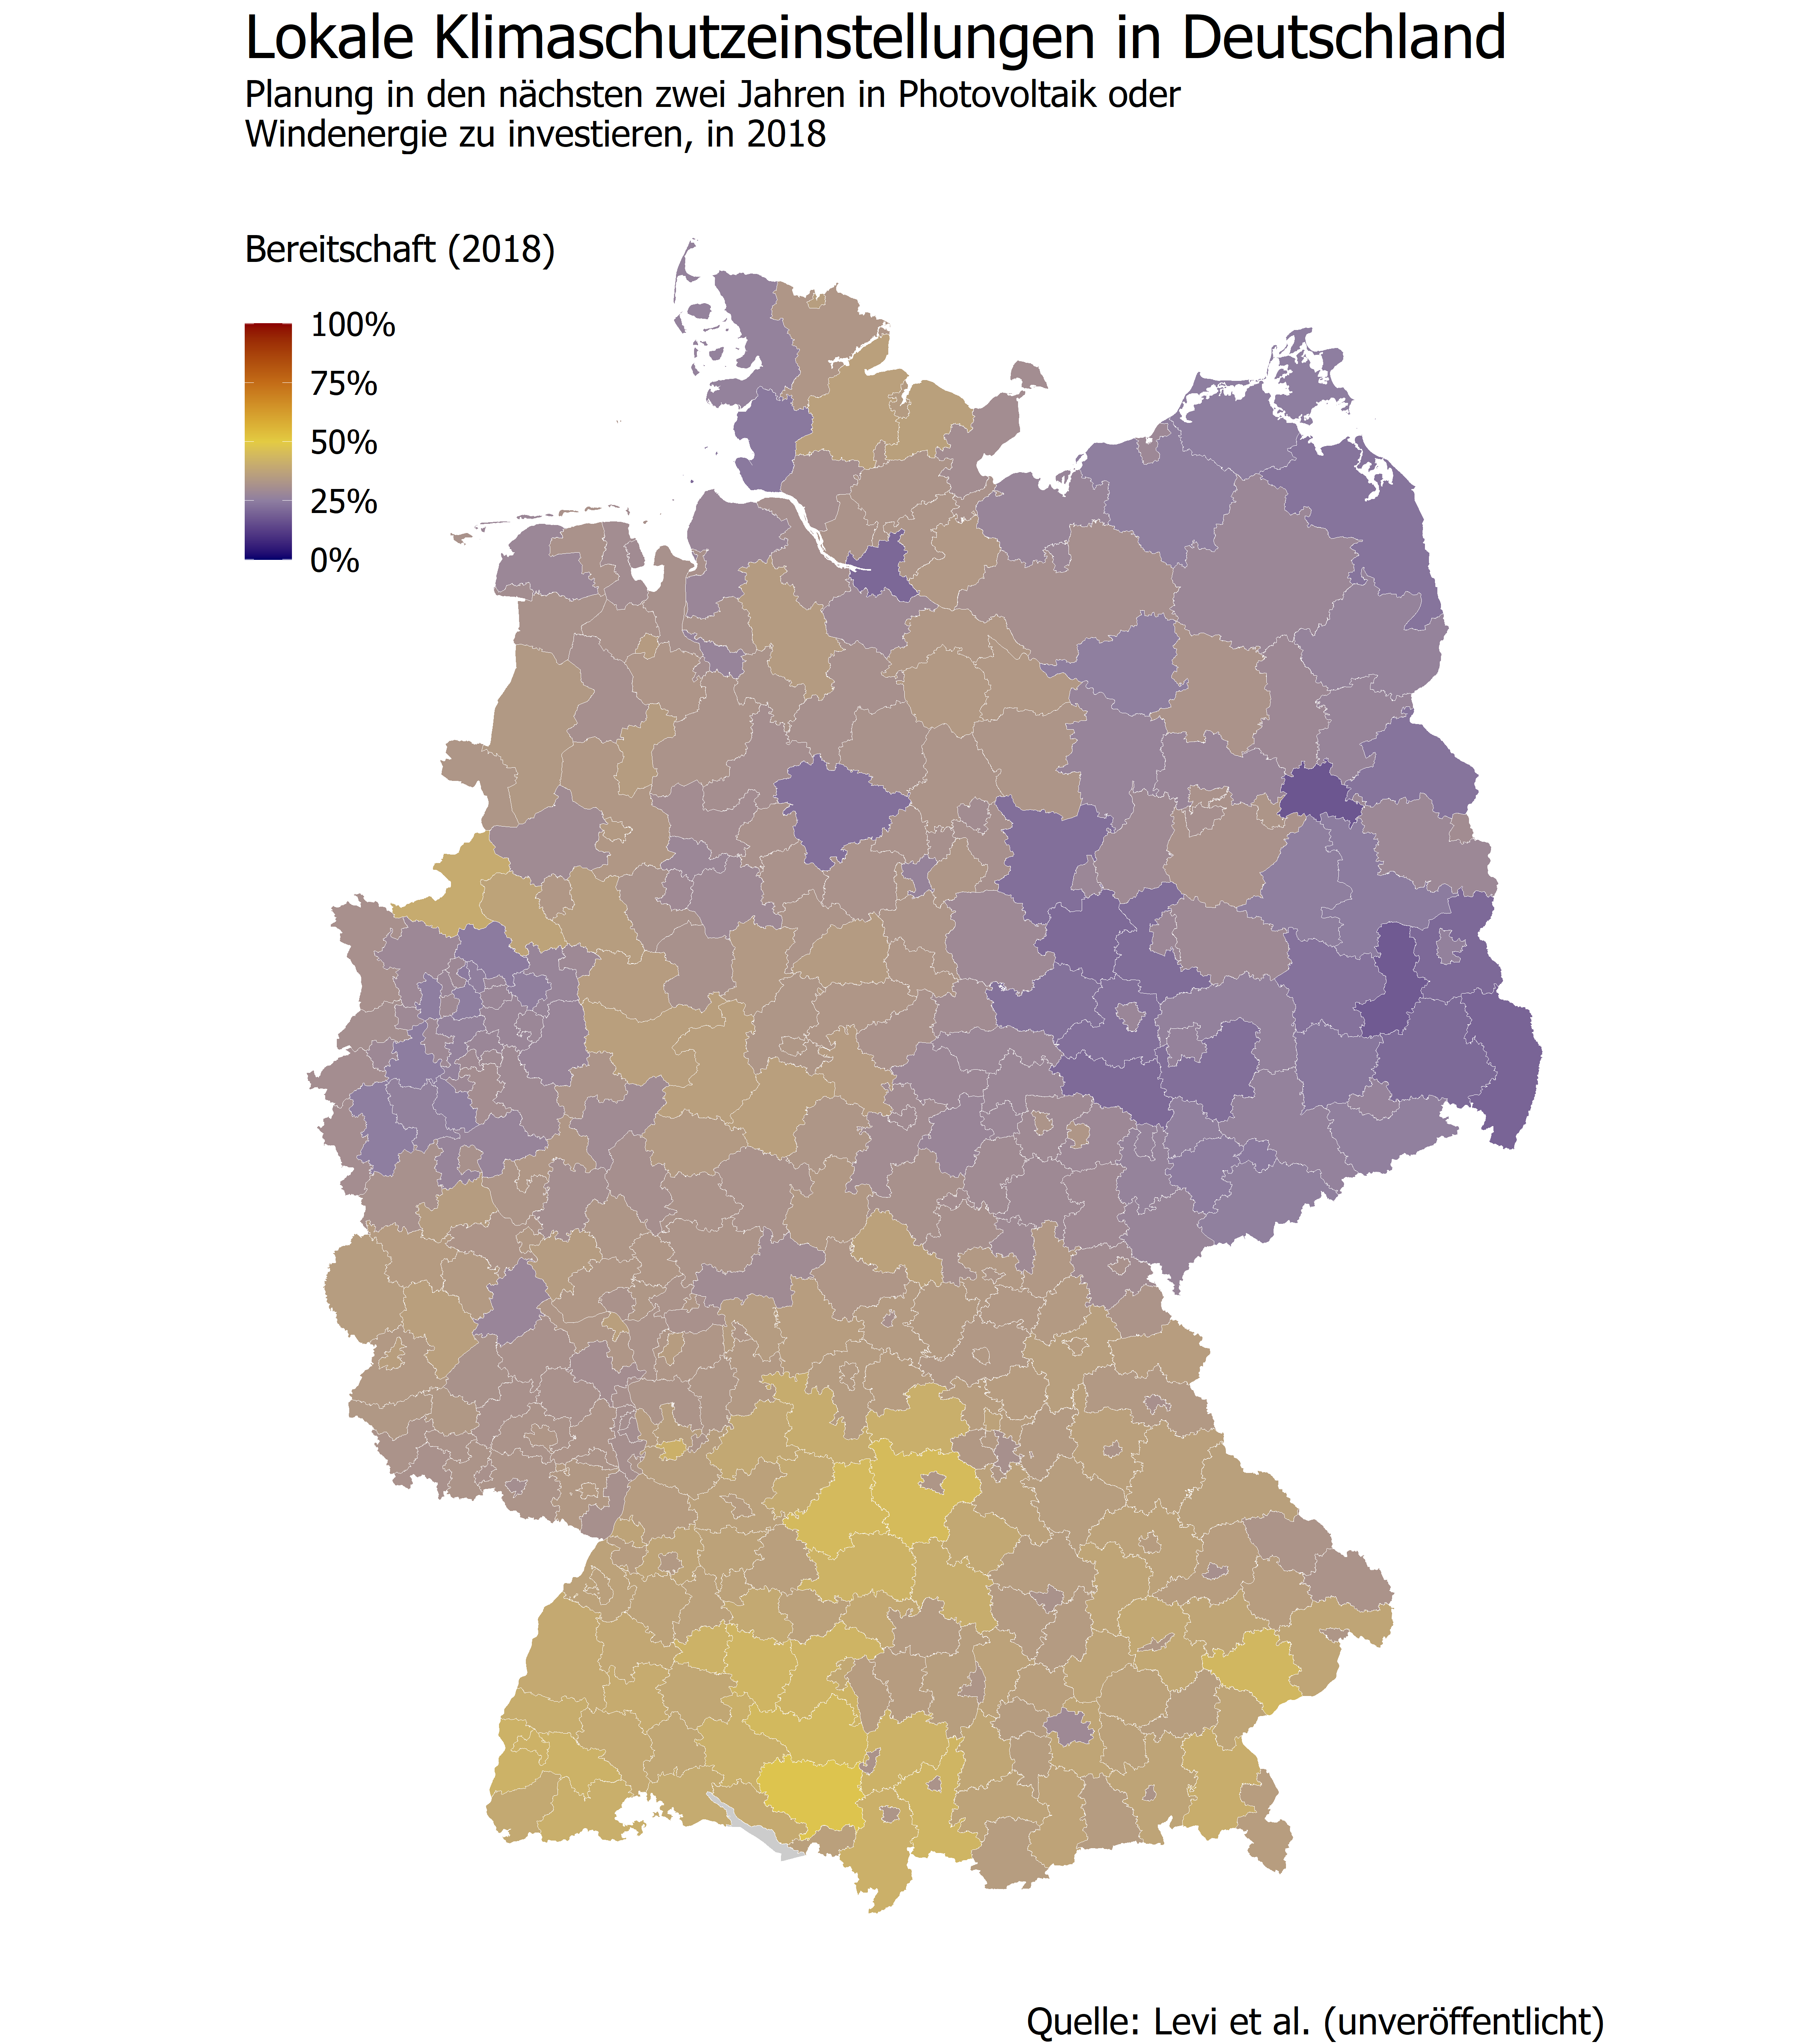 Lokale Klimaschutzeinstellungen in Deutschland
Planung in den nächsten zwei Jahren in Photovoltaik oder
Windenergie zu investieren, in 2018
Bereitschaft (2018)
100%
75%
50%
25%
0%
Quelle: Levi et al. (unveröffentlicht)